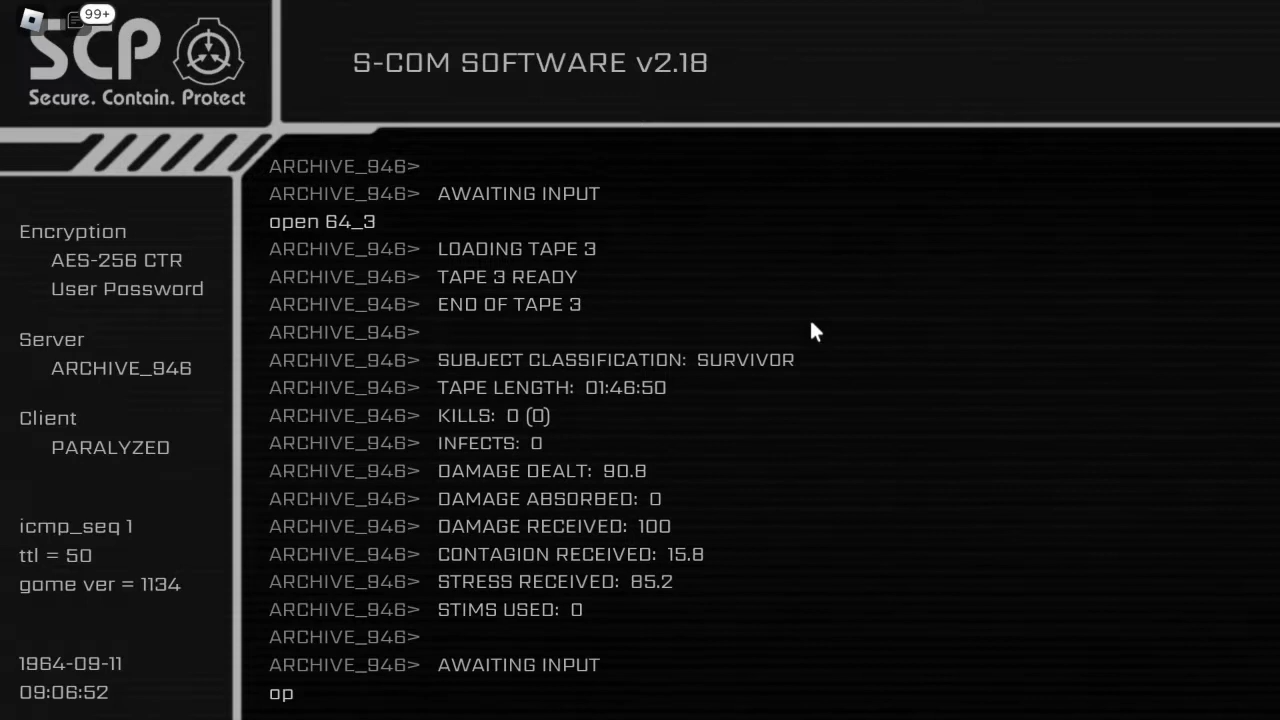 99+
SCP
Secure. Contain. Protect
S-COM SOFTWARE v2.18
Encryption
AES-256 CTR
User Password
Server
ARCHIVE_946
Client
PARALYZED
icmp_seq 1
ttl = 50
game ver = 1134
1964-09-11
09:06:52
ARCHIVE_946>
ARCHIVE_946> AWAITING INPUT
open 64_3
ARCHIVE_946> LOADING TAPE 3
ARCHIVE_946> TAPE 3 READY
ARCHIVE_946> END OF TAPE 3
ARCHIVE_946>
ARCHIVE_946> SUBJECT CLASSIFICATION: SURVIVOR
ARCHIVE_946> TAPE LENGTH: 01:46:50
ARCHIVE_946> KILLS: 0 (0)
ARCHIVE_946> INFECTS: 0
ARCHIVE_946> DAMAGE DEALT: 90.8
ARCHIVE_946> DAMAGE ABSORBED: 0
ARCHIVE_946> DAMAGE RECEIVED: 100
ARCHIVE_946> CONTAGION RECEIVED: 15.8
ARCHIVE_946> STRESS RECEIVED: 85.2
ARCHIVE_946> STIMS USED: 0
ARCHIVE_946>
ARCHIVE_946> AWAITING INPUT
op